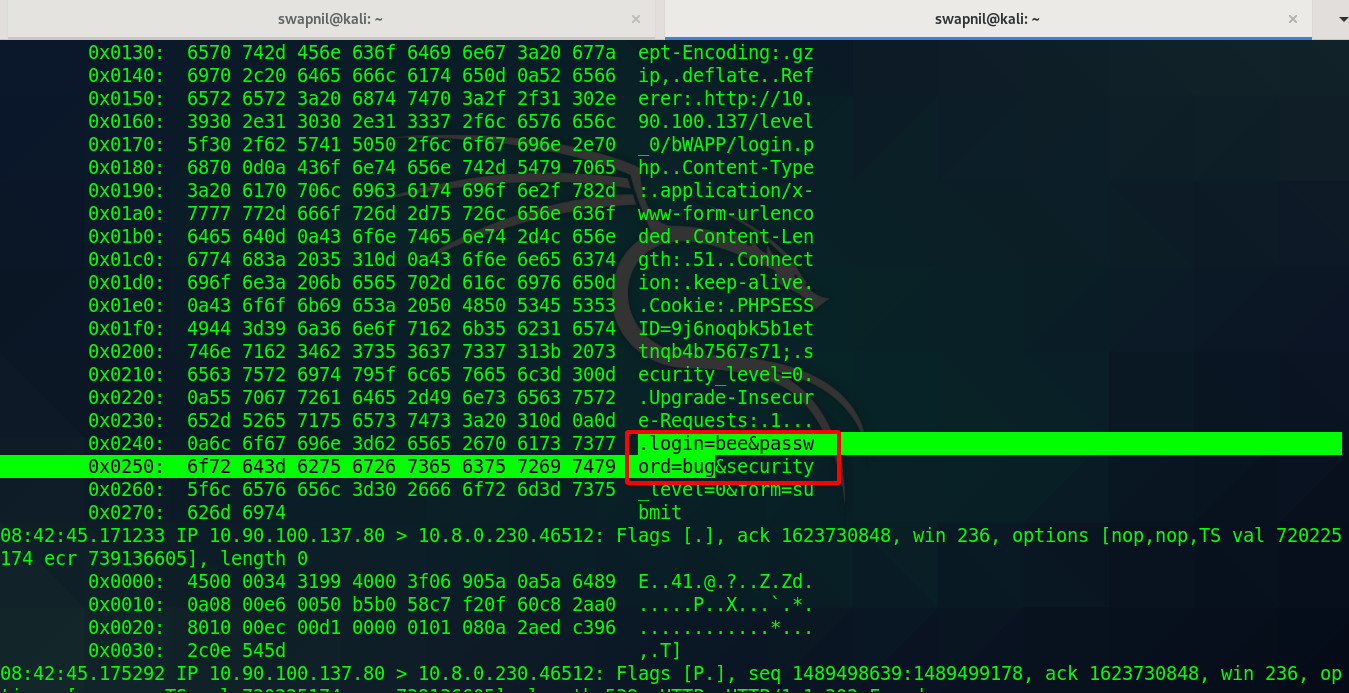 swapnil@kali: ~ × swapnil@kali: ~ ×
0x0130: 6570 742d 456e 636f 6469 6e67 3a20 677a ept-Encoding:.gz
0x0140: 6970 2c20 6465 666c 6174 650d 0a52 6566 ip,.deflate..Ref
0x0150: 6572 6572 3a20 6874 7470 3a2f 2f31 302e erer:.http://10.
0x0160: 3930 2e31 3030 2e31 3337 2f6c 6576 656c 90.100.137/level
0x0170: 5f30 2f62 5741 5050 2f6c 6f67 696e 2e70 _0/bWAPP/login.p
0x0180: 6870 0d0a 436f 6e74 656e 742d 5479 7065 hp..Content-Type
0x0190: 3a20 6170 706c 6963 6174 696f 6e2f 782d :.application/x-
0x01a0: 7777 772d 666f 726d 2d75 726c 656e 636f www-form-urlenco
0x01b0: 6465 640d 0a43 6f6e 7465 6e74 2d4c 656e ded..Content-Len
0x01c0: 6774 683a 2035 310d 0a43 6f6e 6e65 6374 gth:.51..Connect
0x01d0: 696f 6e3a 206b 6565 702d 616c 6976 650d ion:.keep-alive.
0x01e0: 0a43 6f6f 6b69 653a 2050 4850 5345 5353 .Cookie:.PHPSESS
0x01f0: 4944 3d39 6a36 6e6f 7162 6b35 6231 6574 ID=9j6noqbk5b1et
0x0200: 746e 7162 3462 3735 3637 7337 313b 2073 tnqb4b7567s71;.s
0x0210: 6563 7572 6974 795f 6c65 7665 6c3d 300d ecurity_level=0.
0x0220: 0a55 7067 7261 6465 2d49 6e73 6563 7572 .Upgrade-Insecur
0x0230: 652d 5265 7175 6573 7473 3a20 310d 0a0d e-Requests:.1...
0x0240: 0a6c 6f67 696e 3d62 6565 2670 6173 7377 .login=bee&passw
0x0250: 6f72 643d 6275 6726 7365 6375 7269 7479 ord=bug&security
0x0260: 5f6c 6576 656c 3d30 2666 6f72 6d3d 7375 _level=0&form=su
0x0270: 626d 6974 bmit
08:42:45.171233 IP 10.90.100.137.80 > 10.8.0.230.46512: Flags [.], ack 1623730848, win 236, options [nop,nop,TS val 720225
174 ecr 739136605], length 0
0x0000: 4500 0034 3199 4000 3f06 905a 0a5a 6489 E..41.@.?..Z.Zd.
0x0010: 0a08 00e6 0050 b5b0 58c7 f20f 60c8 2aa0 .....P..X...`.*.
0x0020: 8010 00ec 00d1 0000 0101 080a 2aed c396 ............*...
0x0030: 2c0e 545d ,.T]
08:42:45.175292 IP 10.90.100.137.80 > 10.8.0.230.46512: Flags [P.], seq 1489498639:1489499178, ack 1623730848, win 236, op